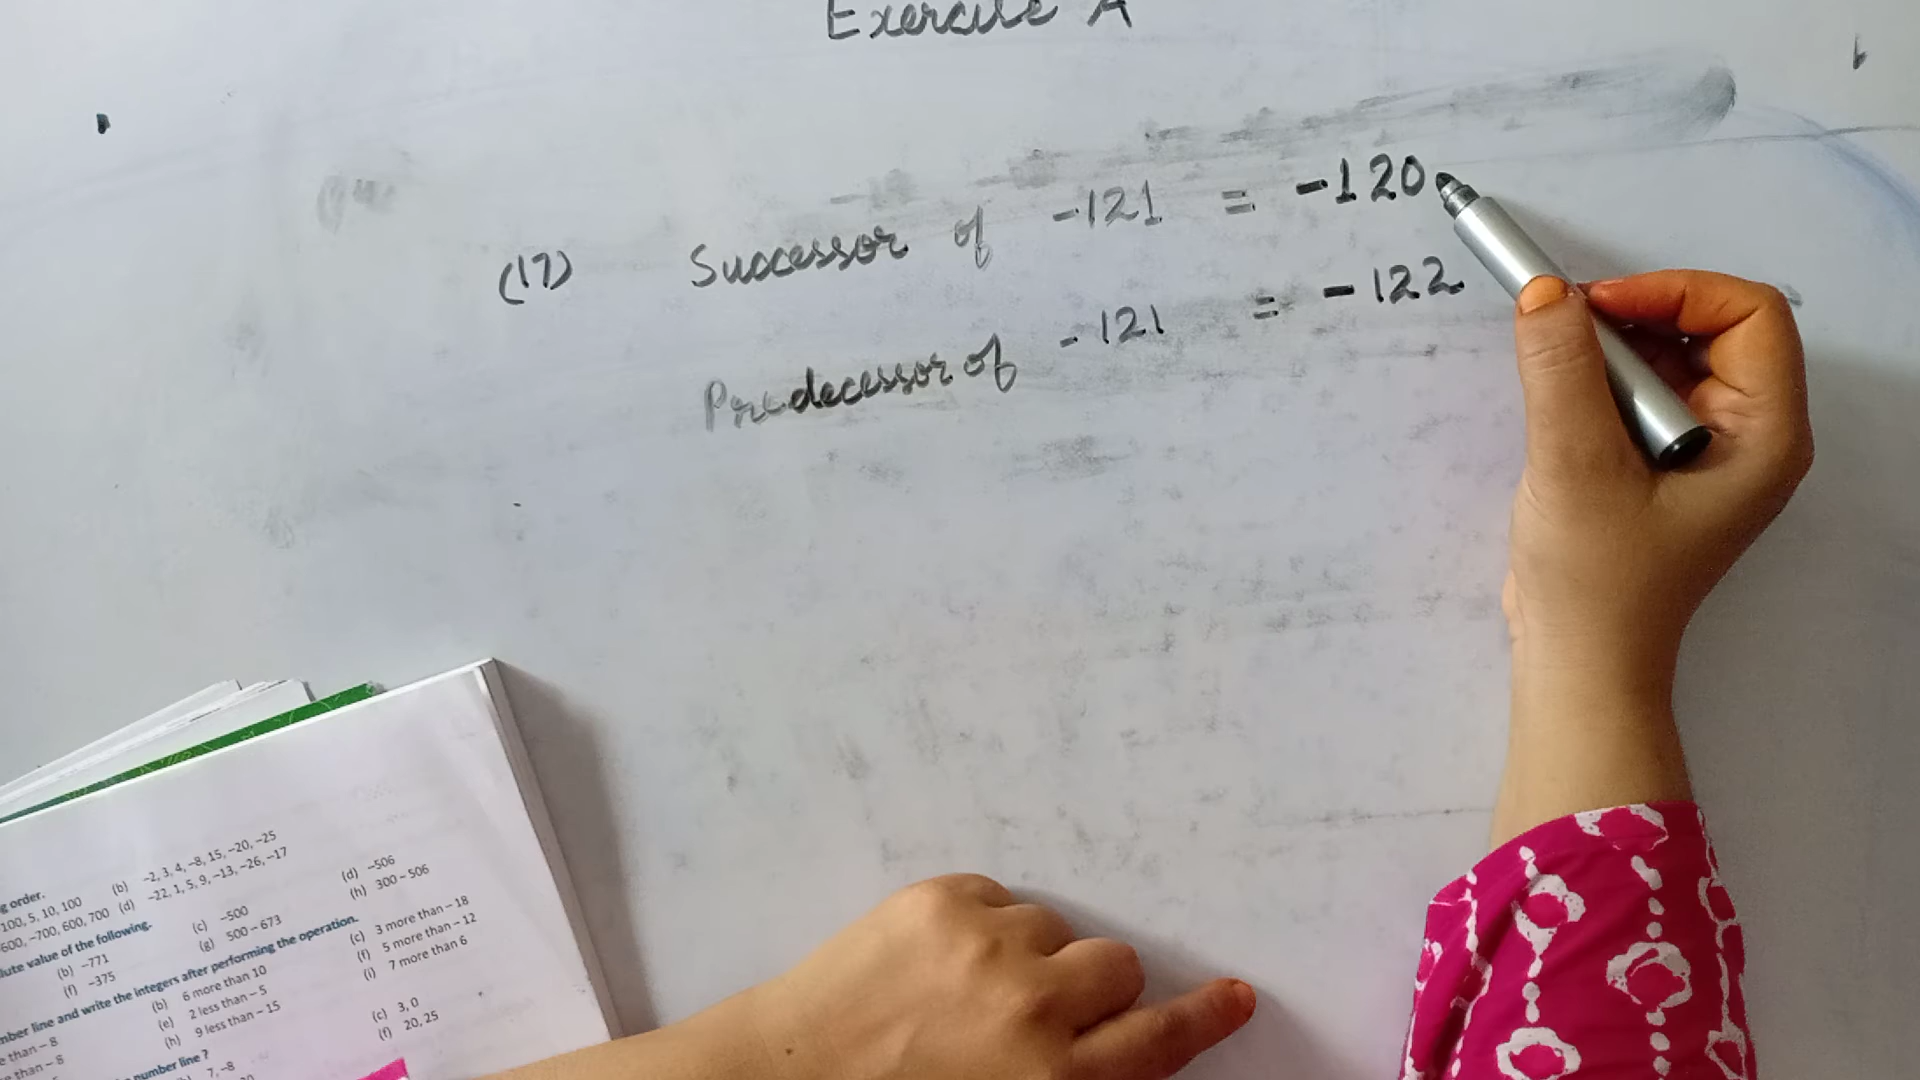 Exercise A
(17) Successor of -121 = -120
Predecessor of -121 = -122
g order.
100, 5, 10, 100 (b) -2, 3, 4, -8, 15, -20, -25
600, -700, 600, 700 (d) -22, 1, 5, 9, -13, -26, -17
lute value of the following.
(b) -771 (c) -500 (d) -506
(f) -375 (g) 500 - 673 (h) 300 - 506
mber line and write the integers after performing the operation.
(b) 6 more than 10 (c) 3 more than - 18
e than - 8 (e) 2 less than - 5 (f) 5 more than - 12
than - 8 (h) 9 less than - 15 (i) 7 more than 6
number line ?
7, -8 (c) 3, 0
(f) 20, 25